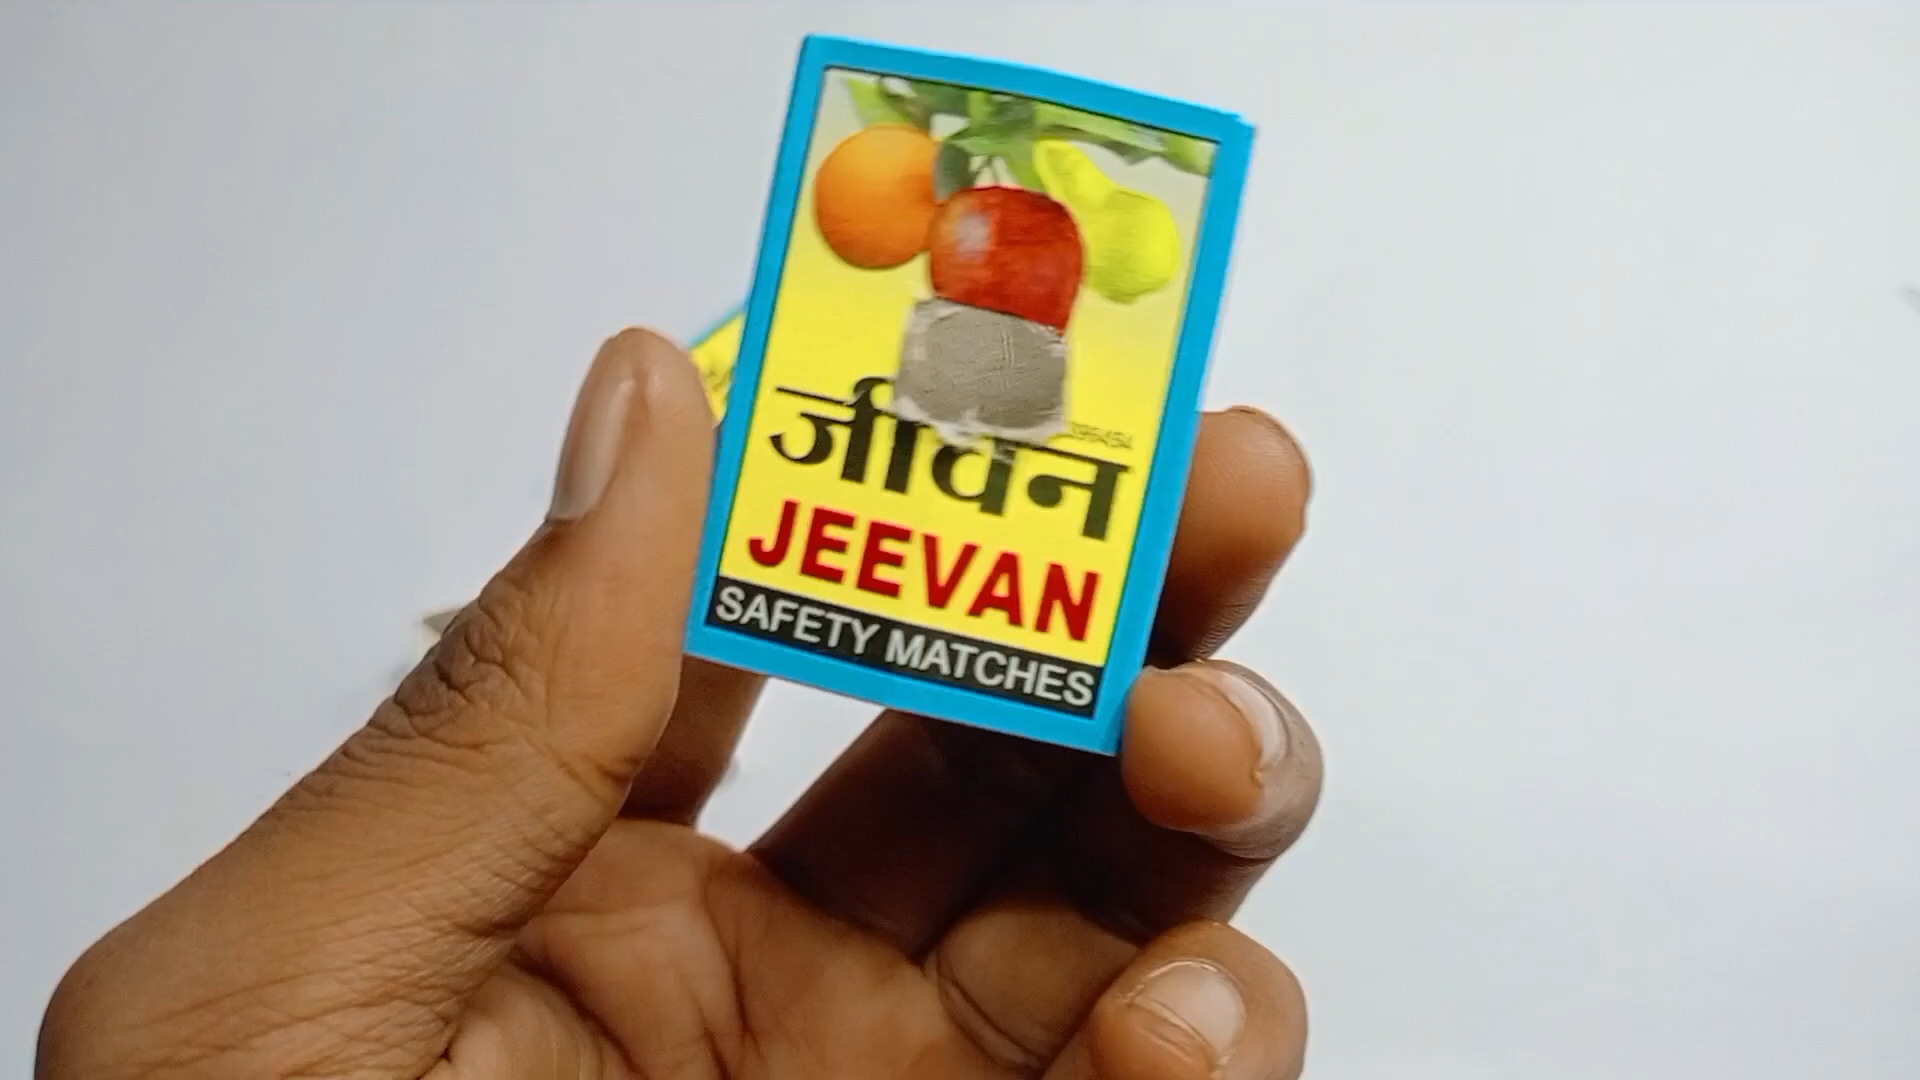 जीवन
JEEVAN
SAFETY MATCHES